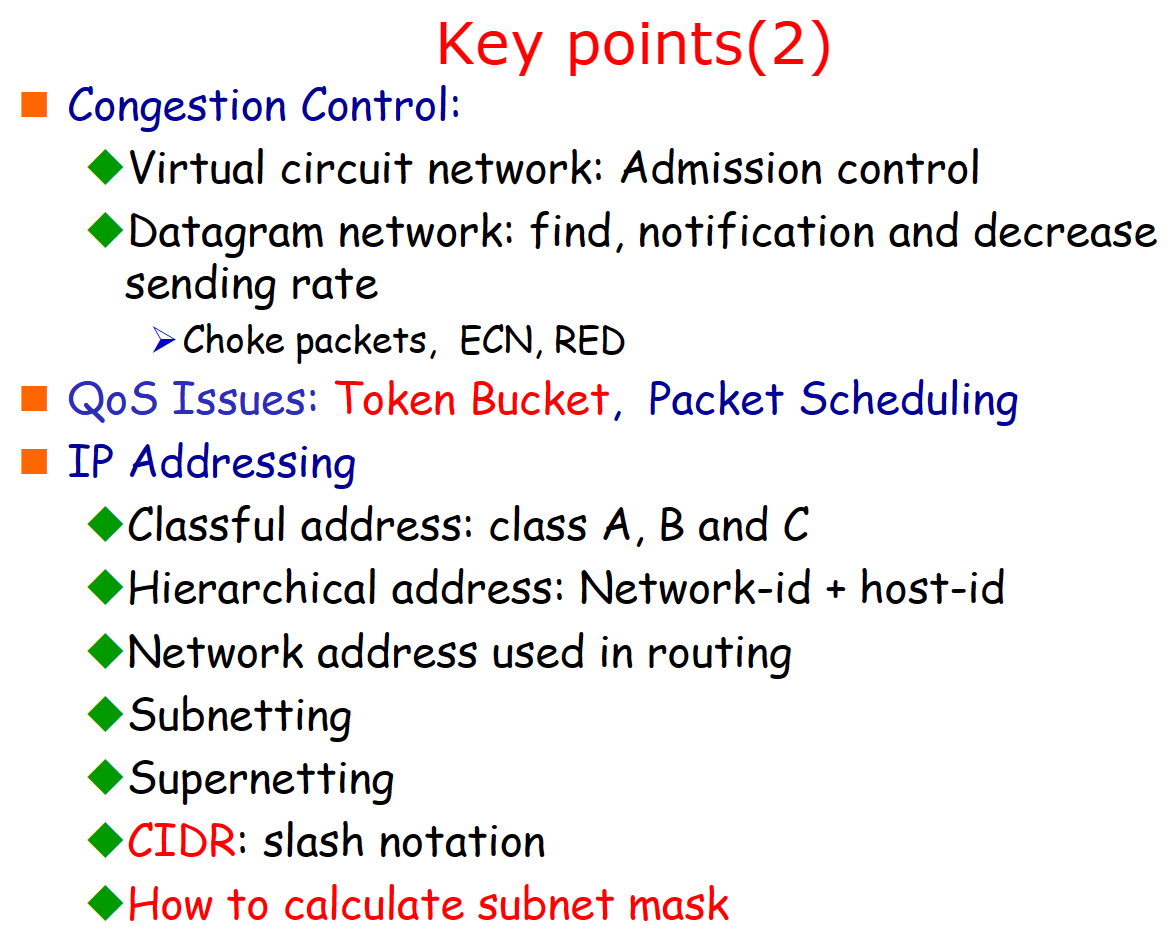 Key points(2)
Congestion Control:
Virtual circuit network: Admission control
Datagram network: find, notification and decrease
sending rate
Choke packets, ECN, RED
QoS Issues: Token Bucket, Packet Scheduling
IP Addressing
Classful address: class A, B and C
Hierarchical address: Network-id + host-id
Network address used in routing
Subnetting
Supernetting
CIDR: slash notation
How to calculate subnet mask